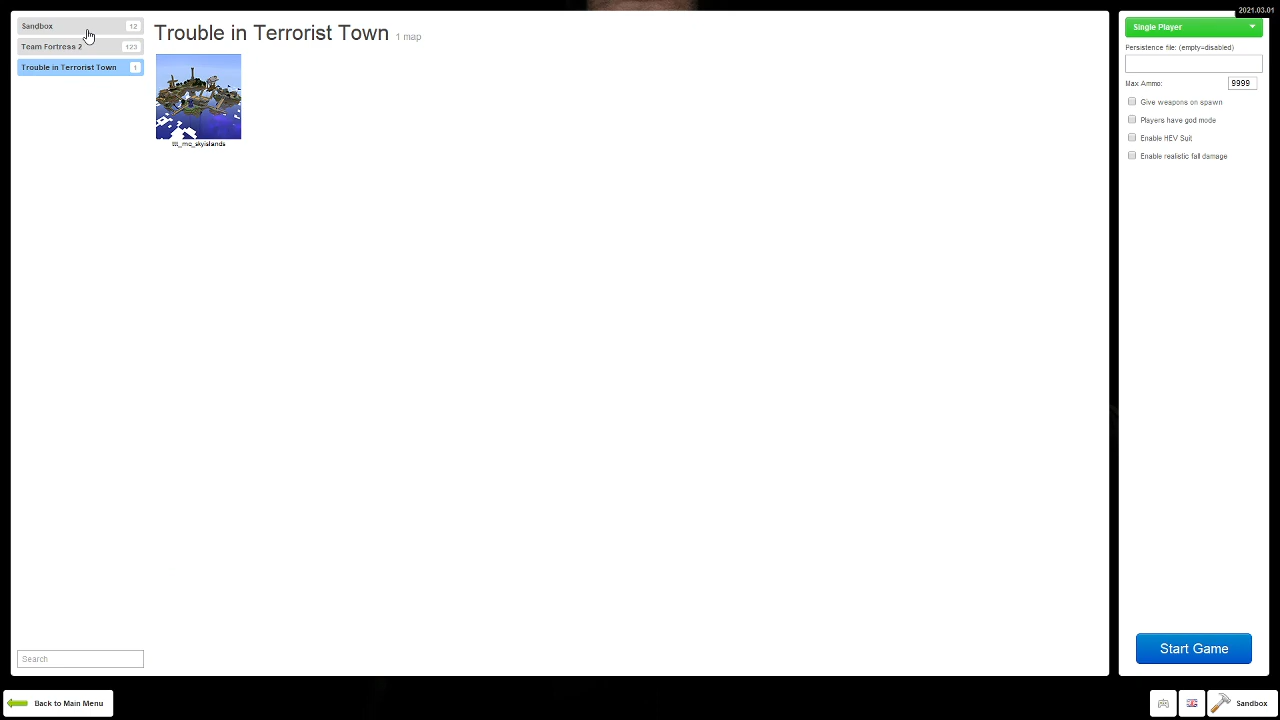 2021.03.01
Sandbox 12
Team Fortress 2 123
Trouble in Terrorist Town 1
Trouble in Terrorist Town 1 map
ttt_mc_skyislands
Single Player
Persistence file: (empty=disabled)
Max Ammo: 9999
Give weapons on spawn
Players have god mode
Enable HEV Suit
Enable realistic fall damage
Search
Start Game
Back to Main Menu
Sandbox